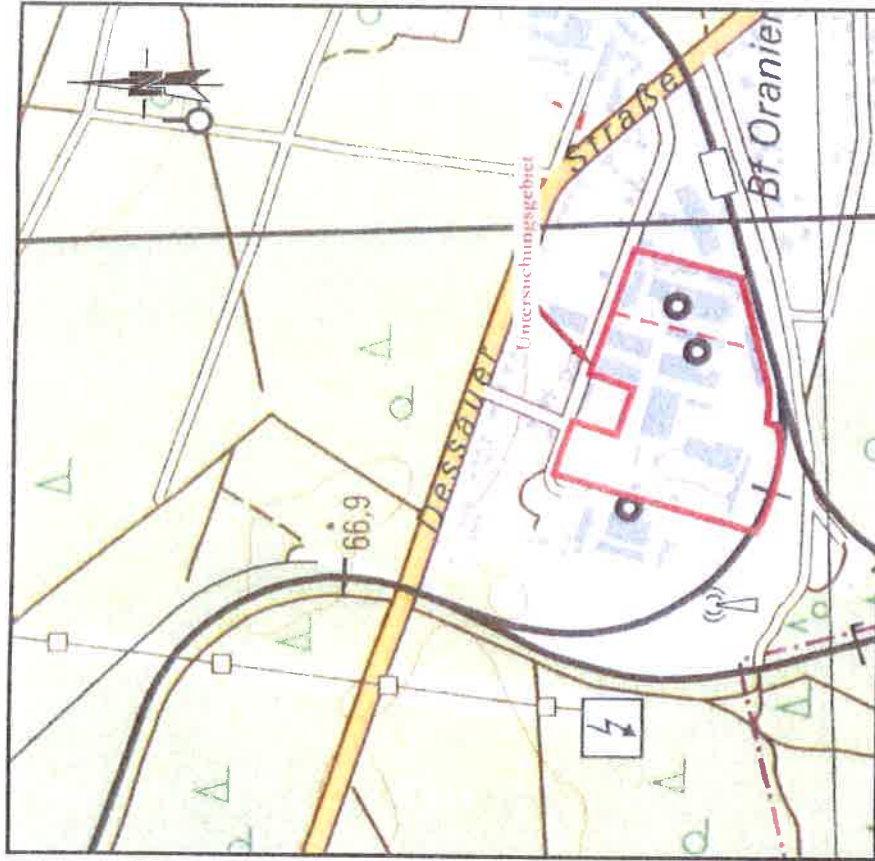 N
66,9
Dessauer Straße
Untersuchungsgebiet
Bf Oranien